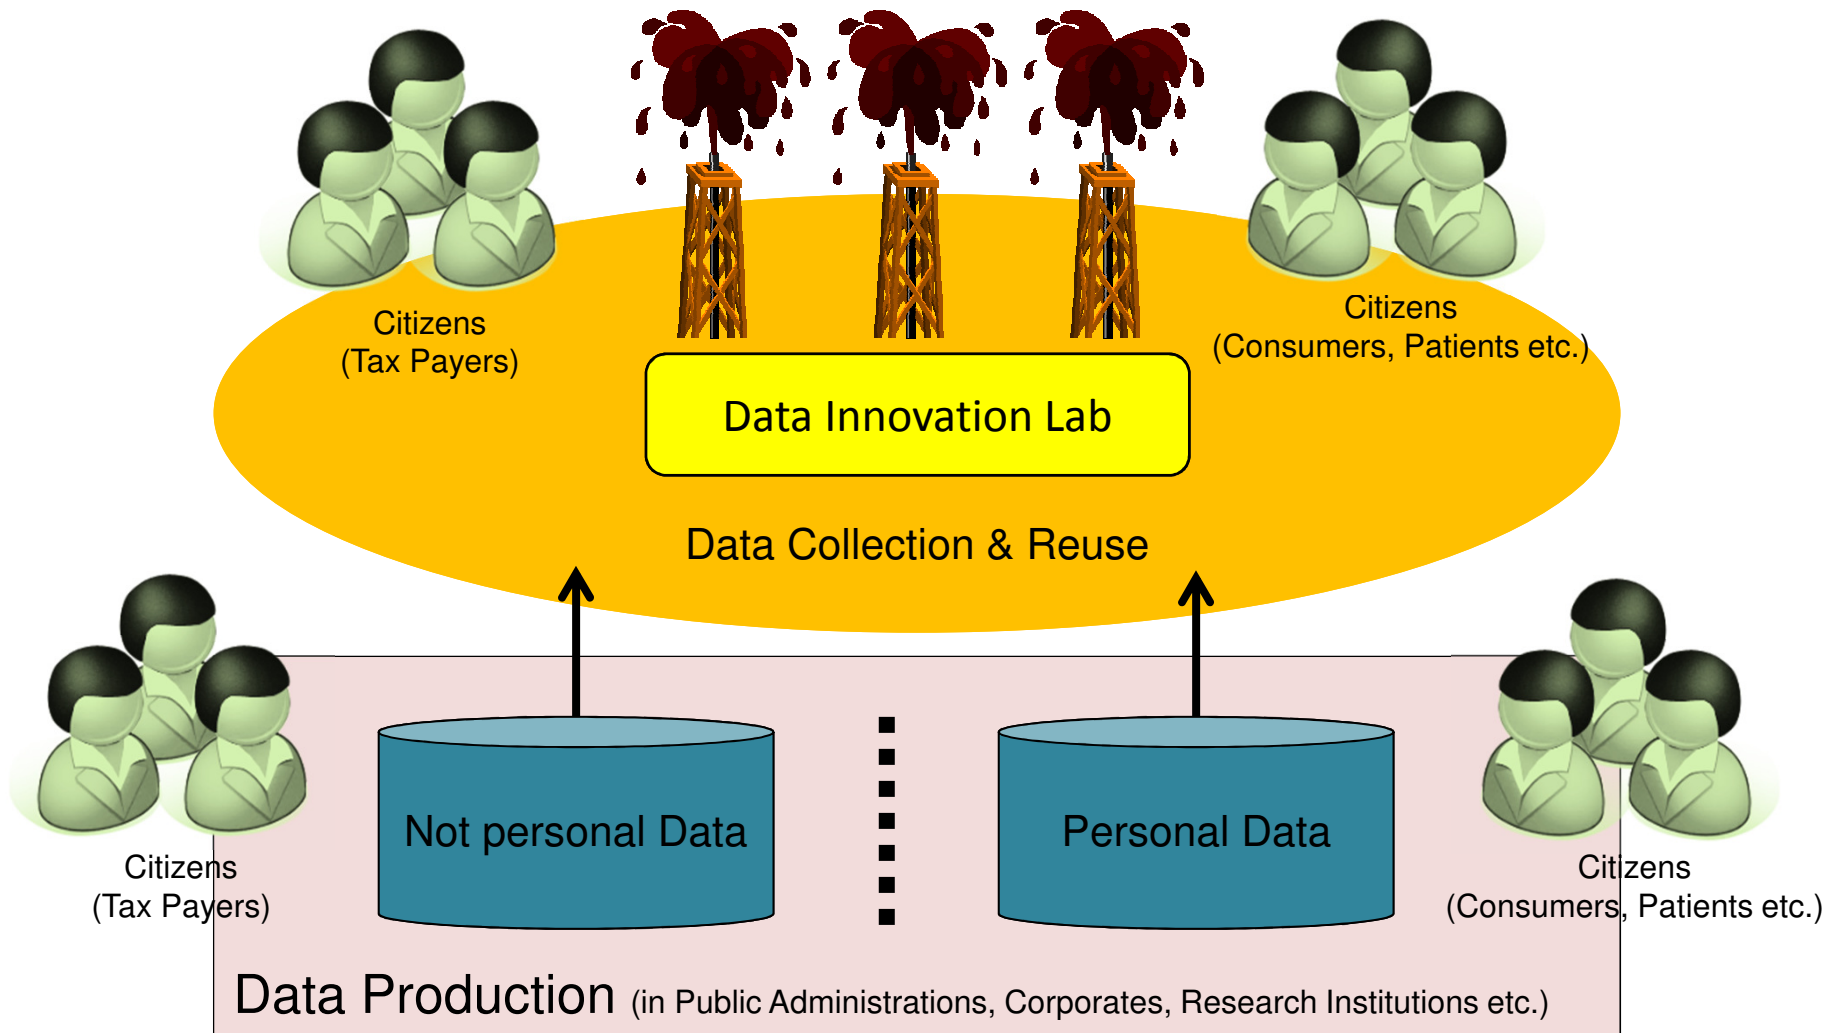 Citizens
(Tax Payers)
Citizens
(Consumers, Patients etc.)
Data Innovation Lab
Data Collection & Reuse
Not personal Data
Personal Data
Citizens
(Tax Payers)
Citizens
(Consumers, Patients etc.)
Data Production (in Public Administrations, Corporates, Research Institutions etc.)